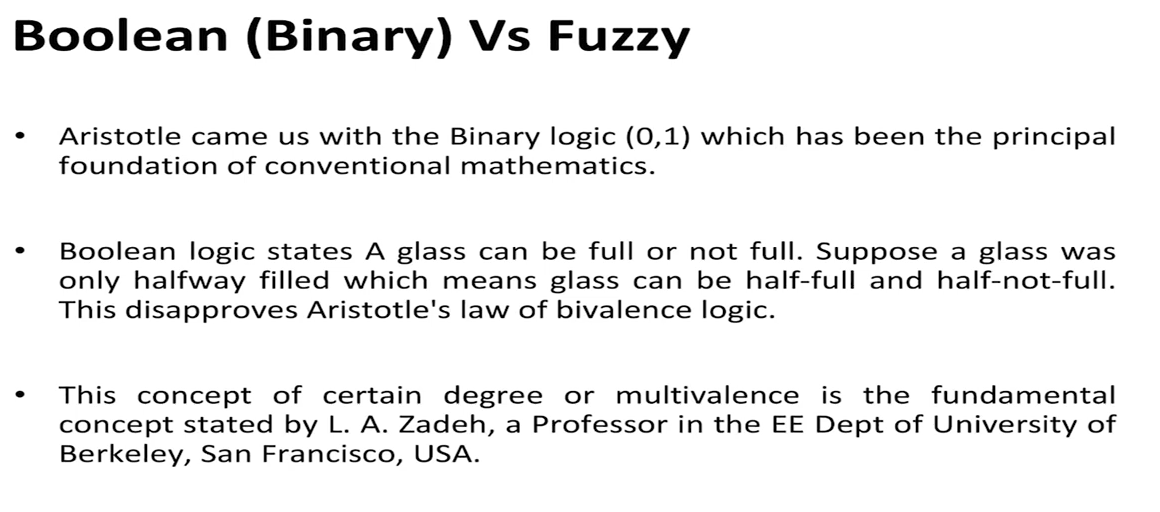 Boolean (Binary) Vs Fuzzy
• Aristotle came us with the Binary logic (0,1) which has been the principal
foundation of conventional mathematics.
• Boolean logic states A glass can be full or not full. Suppose a glass was
only halfway filled which means glass can be half-full and half-not-full.
This disapproves Aristotle's law of bivalence logic.
• This concept of certain degree or multivalence is the fundamental
concept stated by L. A. Zadeh, a Professor in the EE Dept of University of
Berkeley, San Francisco, USA.